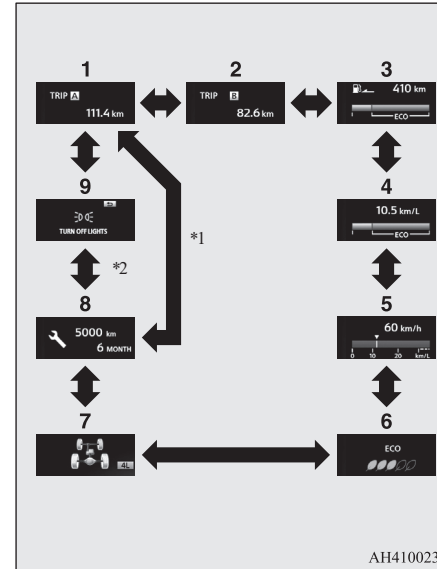 1
2
3
TRIP A
111.4 km
TRIP B
82.6 km
410 km
ECO
9
4
TURN OFF LIGHTS
*1
10.5 km/L
ECO
*2
8
5
5000 km
6 MONTH
60 km/h
0 10 20 km/L
7
6
4L
ECO
AH410023